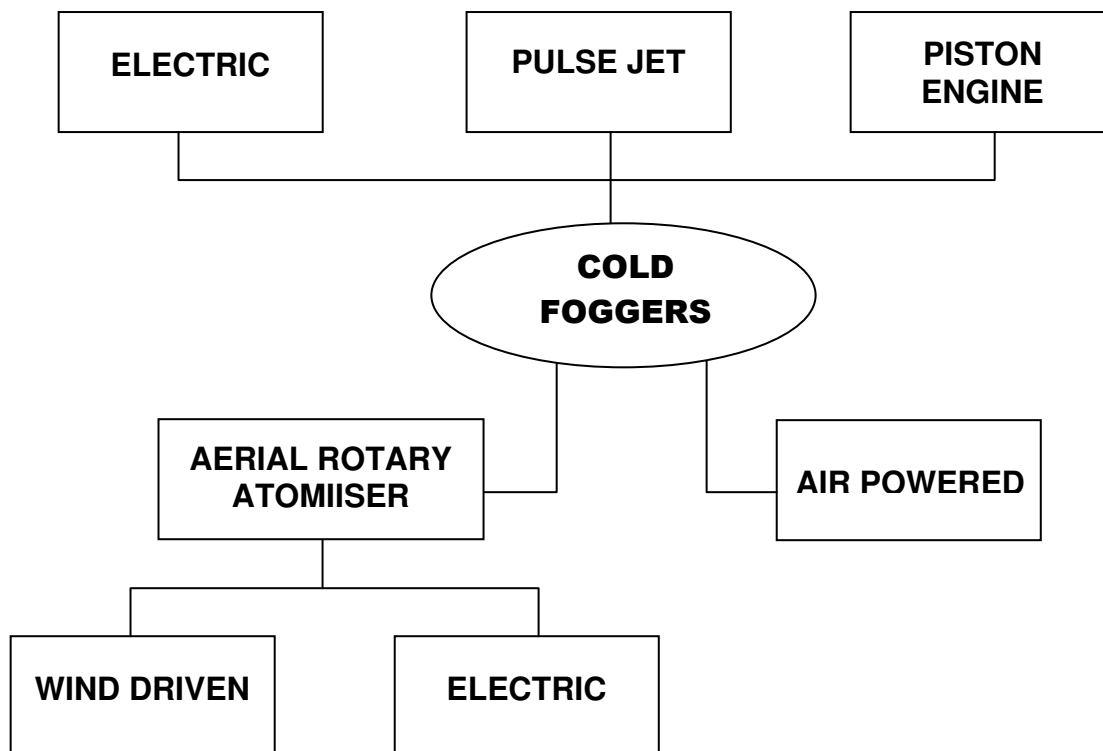 ELECTRIC
PULSE JET
PISTON
ENGINE
COLD
FOGGERS
AERIAL ROTARY
ATOMIISER
AIR POWERED
WIND DRIVEN
ELECTRIC